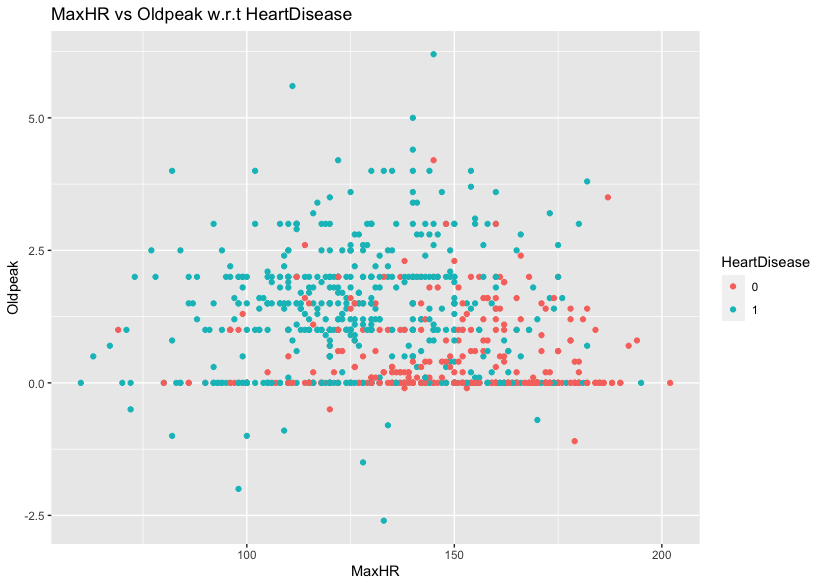 MaxHR vs Oldpeak w.r.t HeartDisease
5.0
2.5
0.0
-2.5
Oldpeak
100 150 200
MaxHR
HeartDisease
0
1